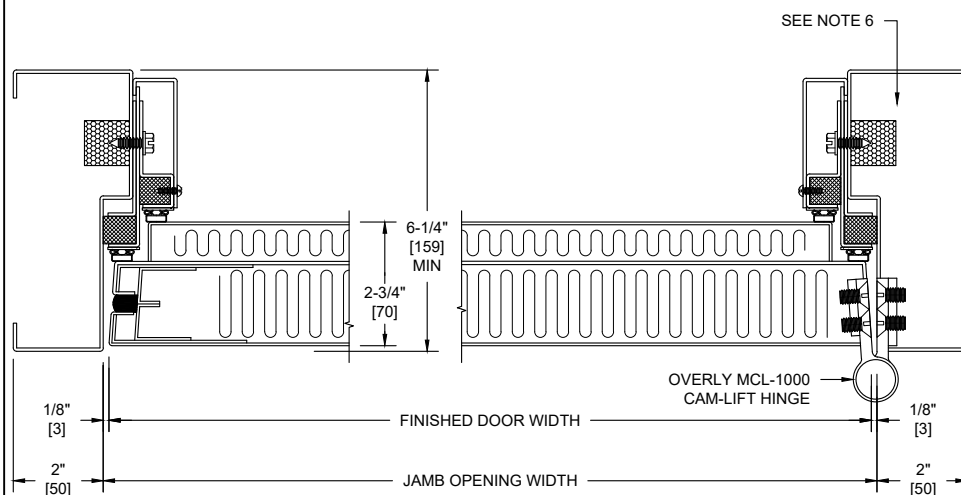 SEE NOTE 6
6-1/4"
[159]
MIN
2-3/4"
[70]
OVERLY MCL-1000
CAM-LIFT HINGE
1/8"
[3]
FINISHED DOOR WIDTH
1/8"
[3]
2"
[50]
JAMB OPENING WIDTH
2"
[50]